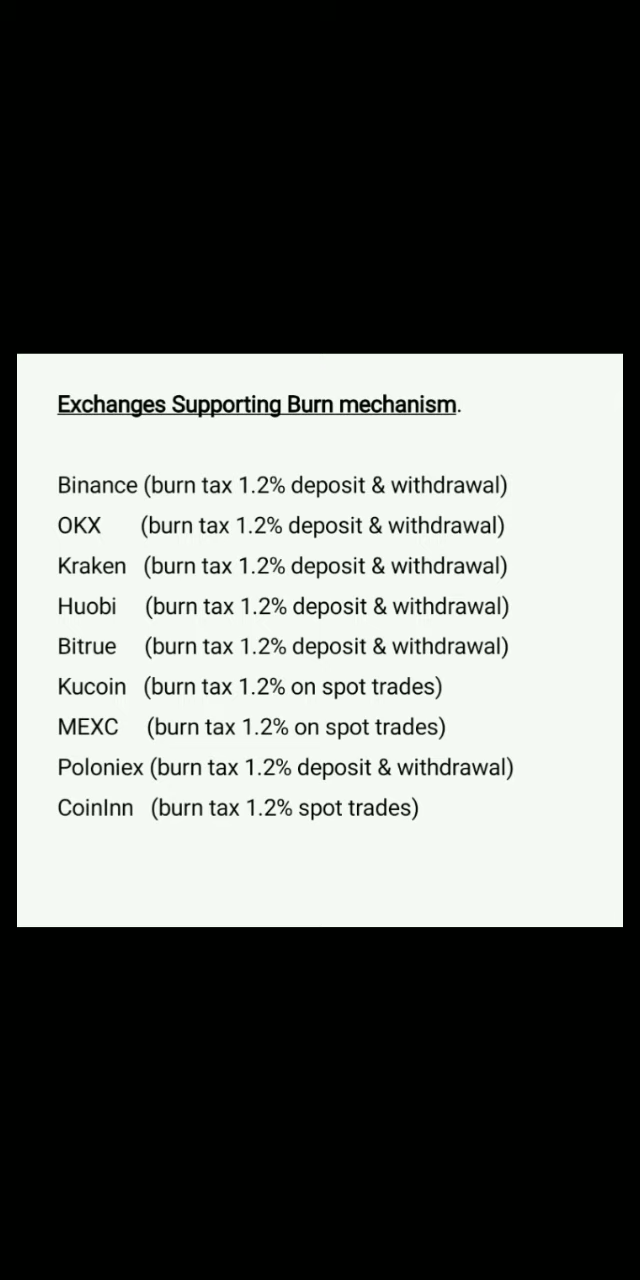 Exchanges Supporting Burn mechanism.
Binance (burn tax 1.2% deposit & withdrawal)
OKX (burn tax 1.2% deposit & withdrawal)
Kraken (burn tax 1.2% deposit & withdrawal)
Huobi (burn tax 1.2% deposit & withdrawal)
Bitrue (burn tax 1.2% deposit & withdrawal)
Kucoin (burn tax 1.2% on spot trades)
MEXC (burn tax 1.2% on spot trades)
Poloniex (burn tax 1.2% deposit & withdrawal)
CoinInn (burn tax 1.2% spot trades)